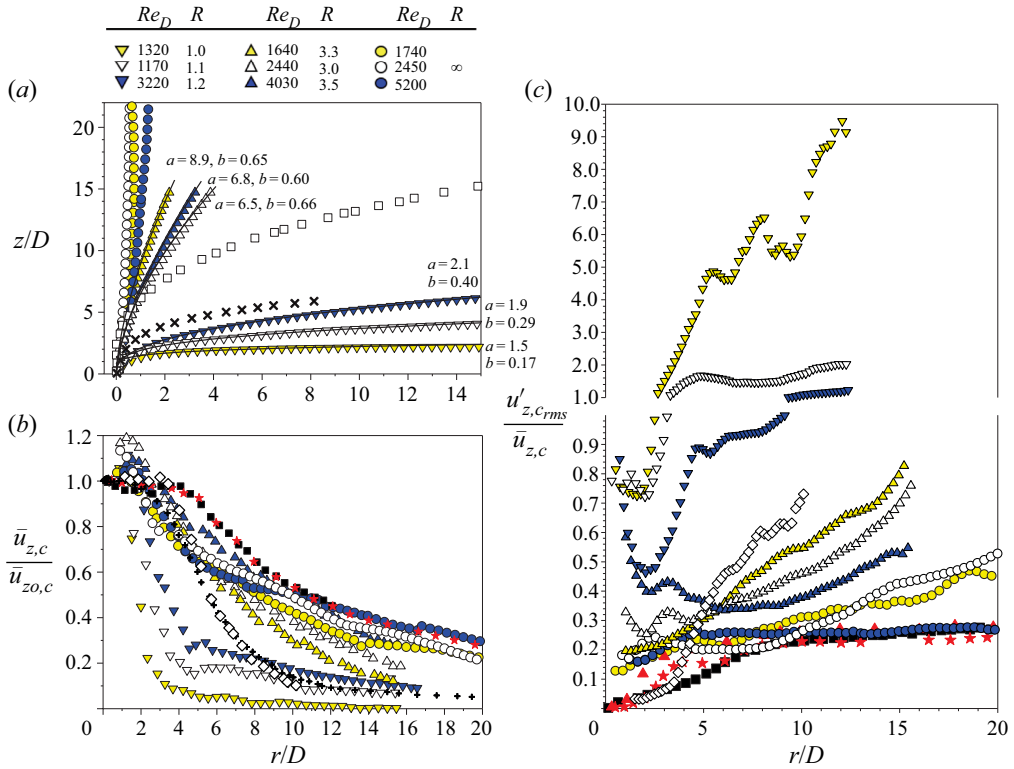 Re_D R Re_D R Re_D R
1320 1.0 1640 3.3 1740
1170 1.1 2440 3.0 2450 ∞
3220 1.2 4030 3.5 5200
(a)
20
15
10
5
0
z/D
a = 8.9, b = 0.65
a = 6.8, b = 0.60
a = 6.5, b = 0.66
a = 2.1
b = 0.40
a = 1.9
b = 0.29
a = 1.5
b = 0.17
0 2 4 6 8 10 12 14
(b)
1.2
1.0
0.8
0.6
0.4
0.2
ū_{z,c}
ū_{zo,c}
0 2 4 6 8 10 12 14 16 18 20
r/D
(c)
10.0
9.0
8.0
7.0
6.0
5.0
4.0
3.0
2.0
1.0
0.9
0.8
0.7
0.6
0.5
0.4
0.3
0.2
0.1
u′_{z,c_{rms}}
ū_{z,c}
0 5 10 15 20
r/D